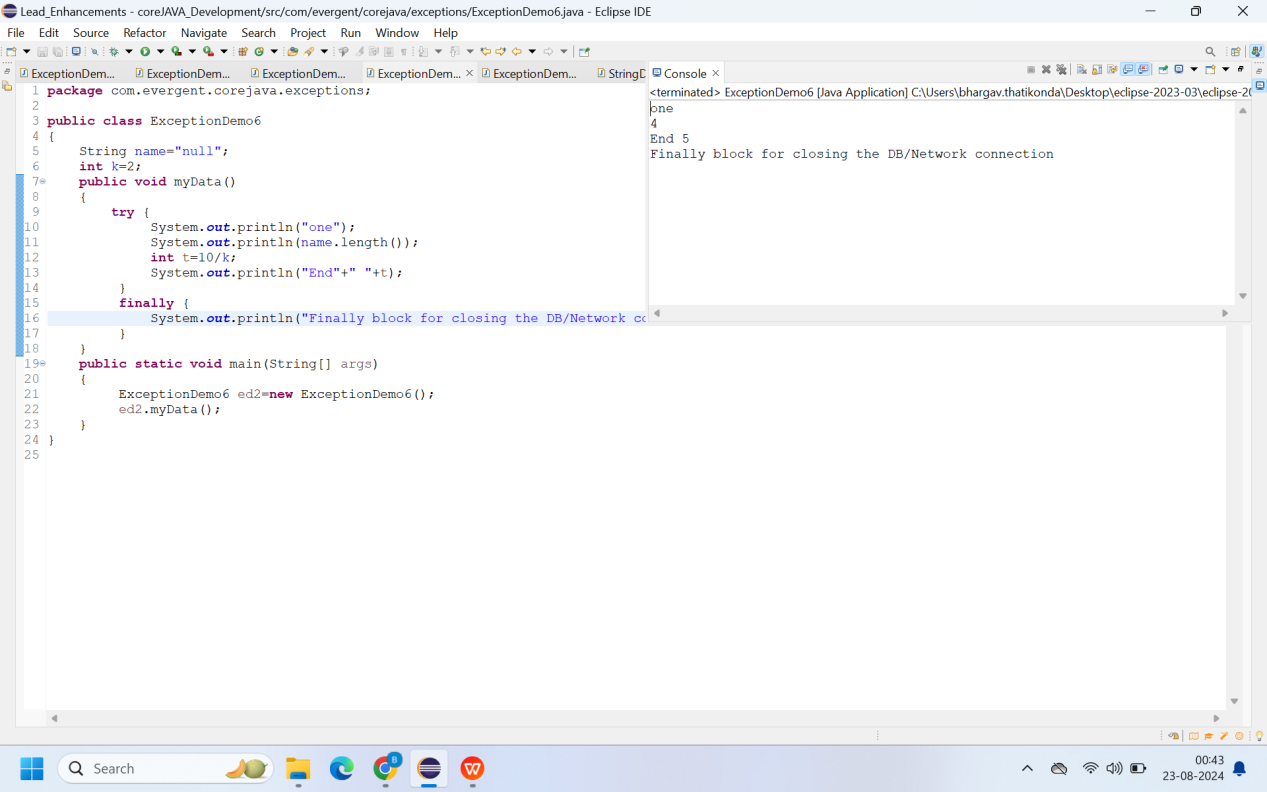 Lead_Enhancements - coreJAVA_Development/src/com/evergent/corejava/exceptions/ExceptionDemo6.java - Eclipse IDE
File Edit Source Refactor Navigate Search Project Run Window Help
ExceptionDem... ExceptionDem... ExceptionDem... ExceptionDem... ExceptionDem... StringD
1 package com.evergent.corejava.exceptions;
2
3 public class ExceptionDemo6
4 {
5 String name="null";
6 int k=2;
7 public void myData()
8 {
9 try {
10 System.out.println("one");
11 System.out.println(name.length());
12 int t=10/k;
13 System.out.println("End"+" "+t);
14 }
15 finally {
16 System.out.println("Finally block for closing the DB/Network co
17 }
18 }
19 public static void main(String[] args)
20 {
21 ExceptionDemo6 ed2=new ExceptionDemo6();
22 ed2.myData();
23 }
24 }
25
Console
<terminated> ExceptionDemo6 [Java Application] C:\Users\bhargav.thatikonda\Desktop\eclipse-2023-03\eclipse-20
one
4
End 5
Finally block for closing the DB/Network connection
Search
B
W
00:43
23-08-2024